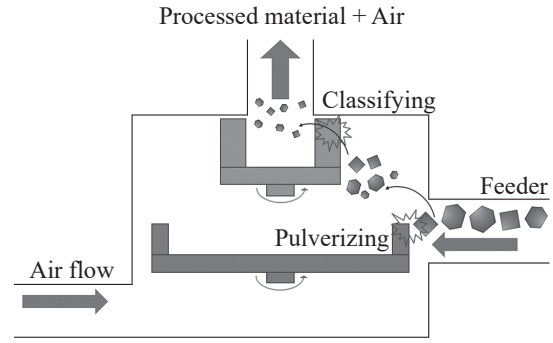 Processed material + Air
Classifying
Feeder
Pulverizing
Air flow